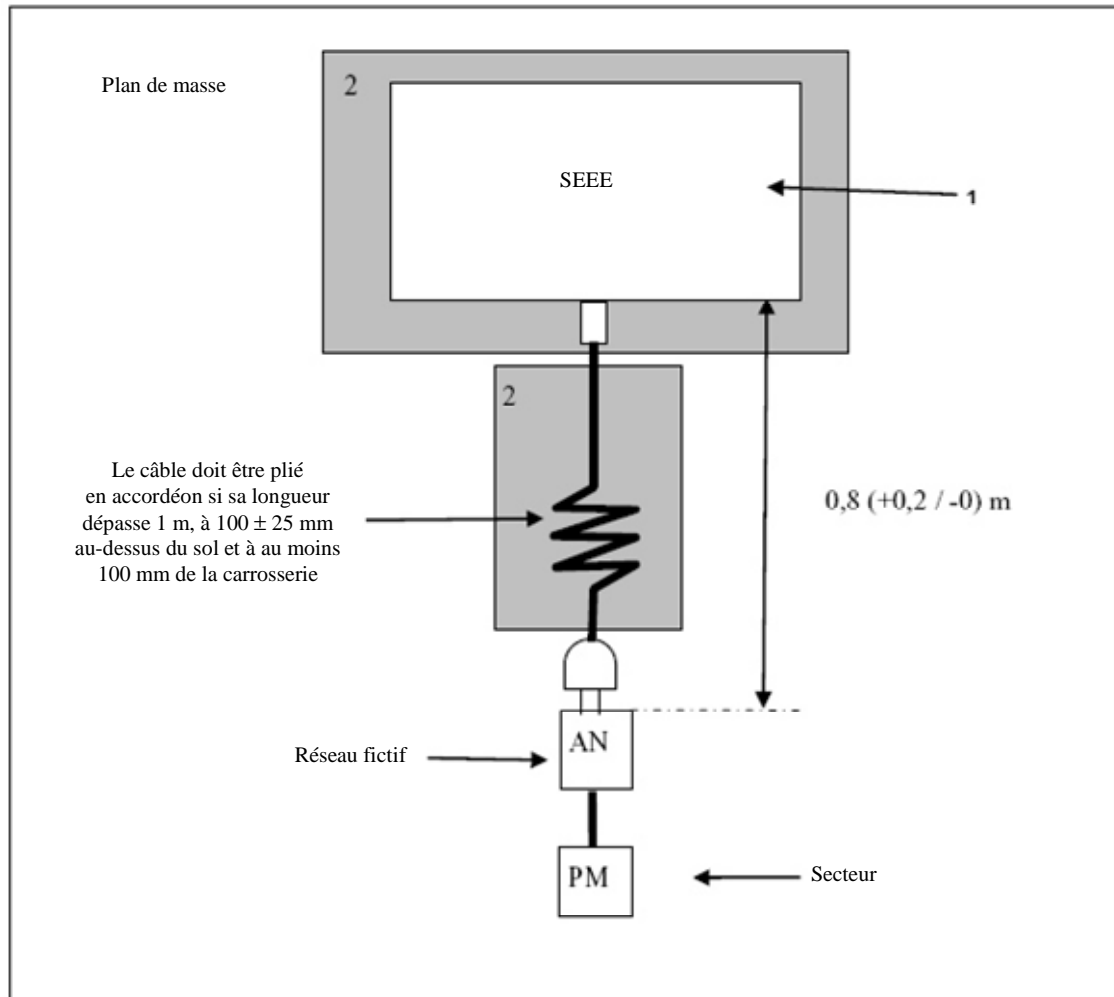 Plan de masse
2
SEEE
1
2
Le câble doit être plié
en accordéon si sa longueur
dépasse 1 m, à 100 ± 25 mm
au-dessus du sol et à au moins
100 mm de la carrosserie
0,8 (+0,2 / -0) m
AN
Réseau fictif
PM
Secteur